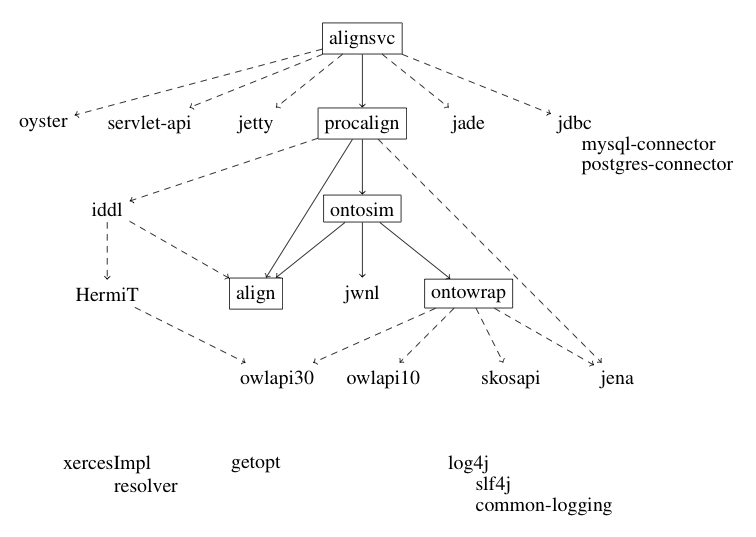 alignsvc
oyster servlet-api jetty procalign jade jdbc
mysql-connector
postgres-connector
iddl ontosim
HermiT align jwnl ontowrap
owlapi30 owlapi10 skosapi jena
xercesImpl getopt log4j
resolver slf4j
common-logging